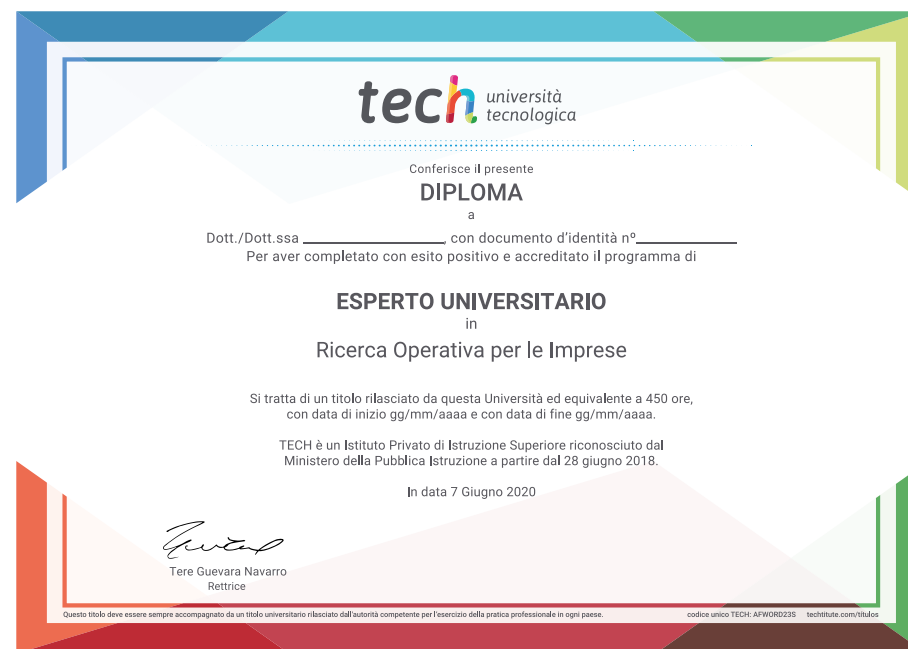 tech università
tecnologica
Conferisce il presente
DIPLOMA
a
Dott./Dott.ssa ____________________, con documento d'identità nº______________
Per aver completato con esito positivo e accreditato il programma di
ESPERTO UNIVERSITARIO
in
Ricerca Operativa per le Imprese
Si tratta di un titolo rilasciato da questa Università ed equivalente a 450 ore,
con data di inizio gg/mm/aaaa e con data di fine gg/mm/aaaa.
TECH è un Istituto Privato di Istruzione Superiore riconosciuto dal
Ministero della Pubblica Istruzione a partire dal 28 giugno 2018.
In data 7 Giugno 2020
Tere Guevara Navarro
Rettrice
Questo titolo deve essere sempre accompagnato da un titolo universitario rilasciato dall'autorità competente per l'esercizio della pratica professionale in ogni paese. codice unico TECH: AFWORD23S techtitute.com/titulos